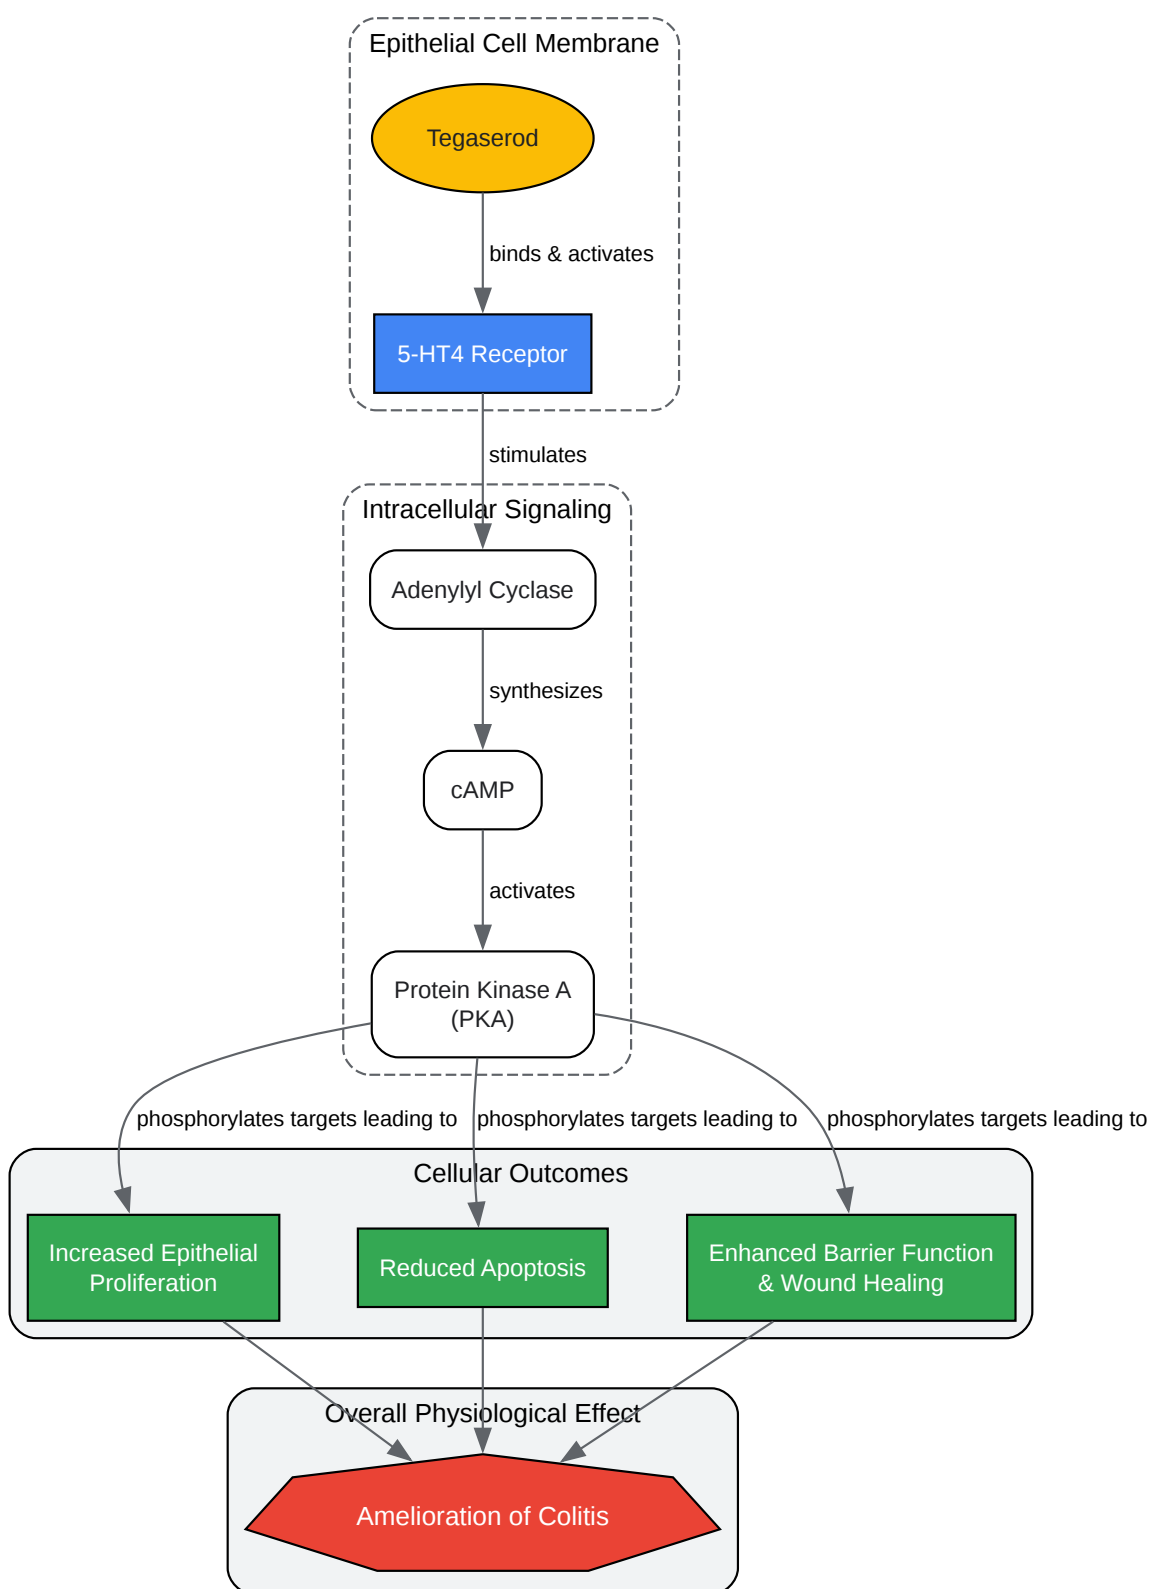 Epithelial Cell Membrane
Tegaserod
binds & activates
5-HT4 Receptor
stimulates
Intracellular Signaling
Adenylyl Cyclase
synthesizes
cAMP
activates
Protein Kinase A
(PKA)
phosphorylates targets leading to
phosphorylates targets leading to
phosphorylates targets leading to
Cellular Outcomes
Increased Epithelial
Proliferation
Reduced Apoptosis
Enhanced Barrier Function
& Wound Healing
Overall Physiological Effect
Amelioration of Colitis